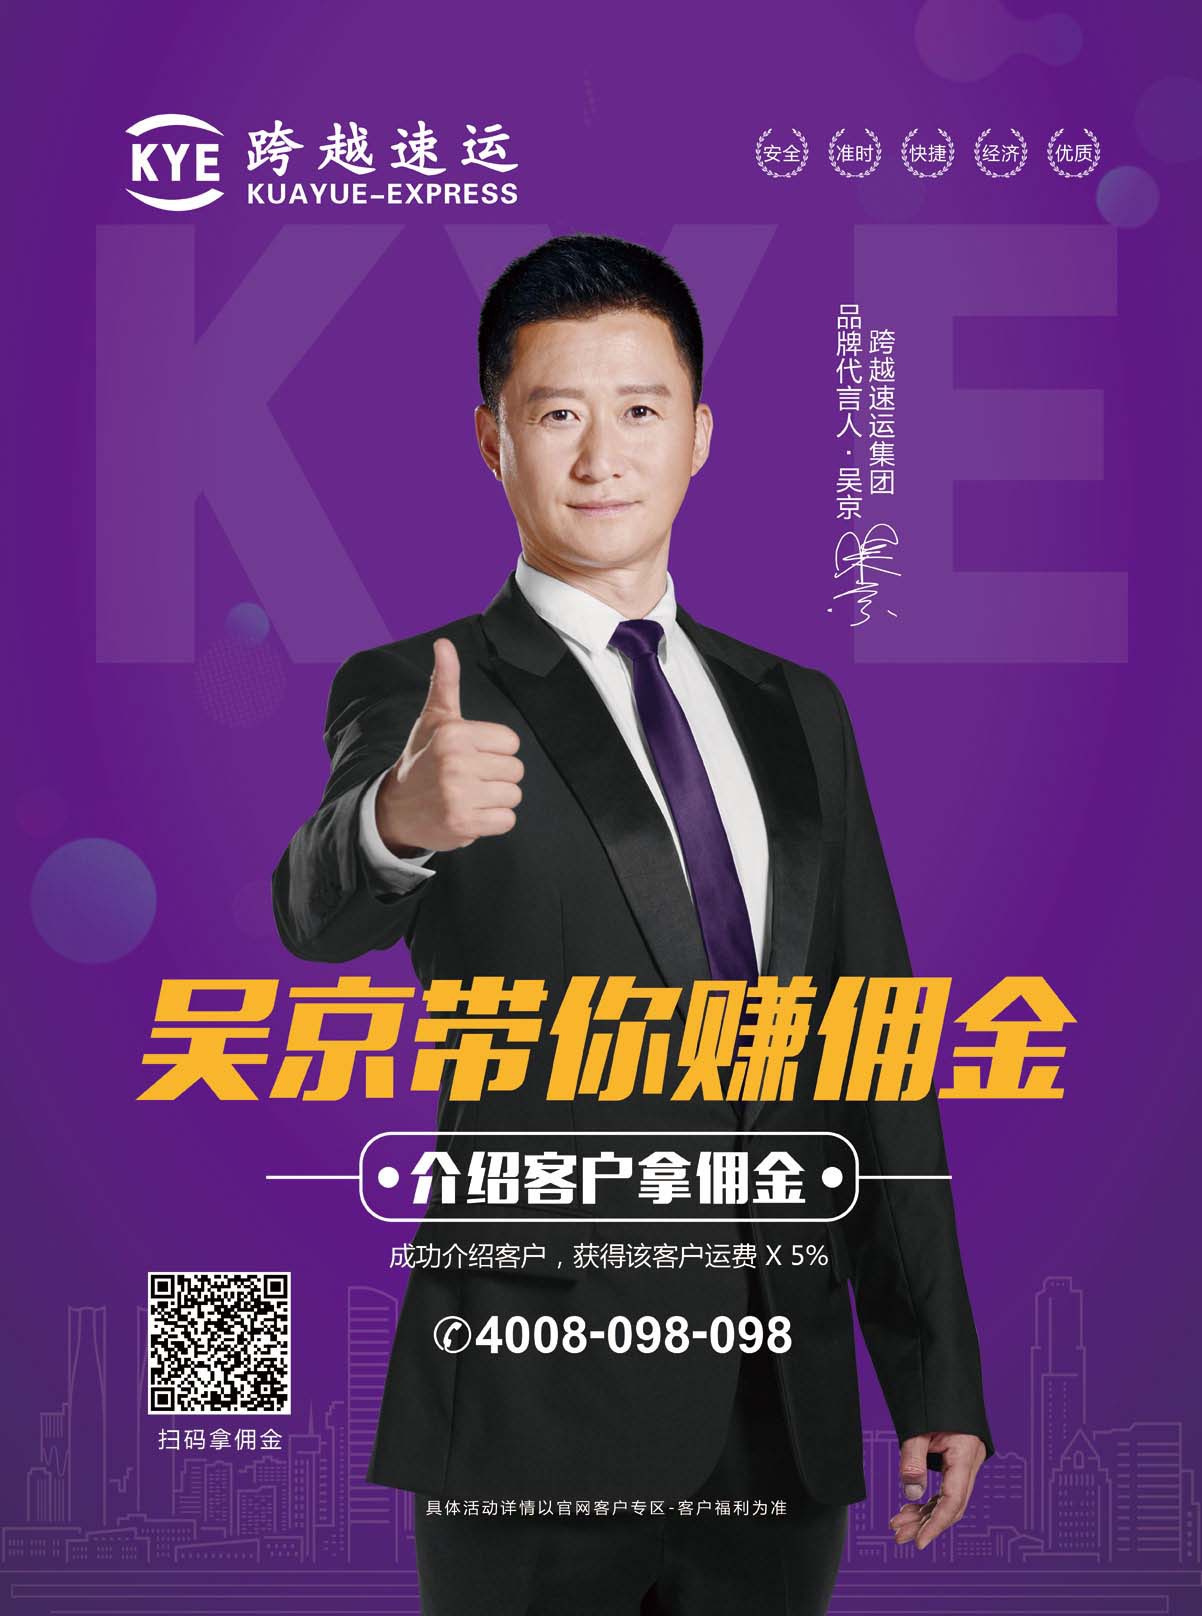 KYE
跨越速运
KUAYUE-EXPRESS
安全
准时
快捷
经济
优质
KYE
跨越速运集团
品牌代言人·吴京
吴京
吴京带你赚佣金
介绍客户拿佣金
成功介绍客户，获得该客户运费 X 5%
4008-098-098
扫码拿佣金
具体活动详情以官网客户专区-客户福利为准